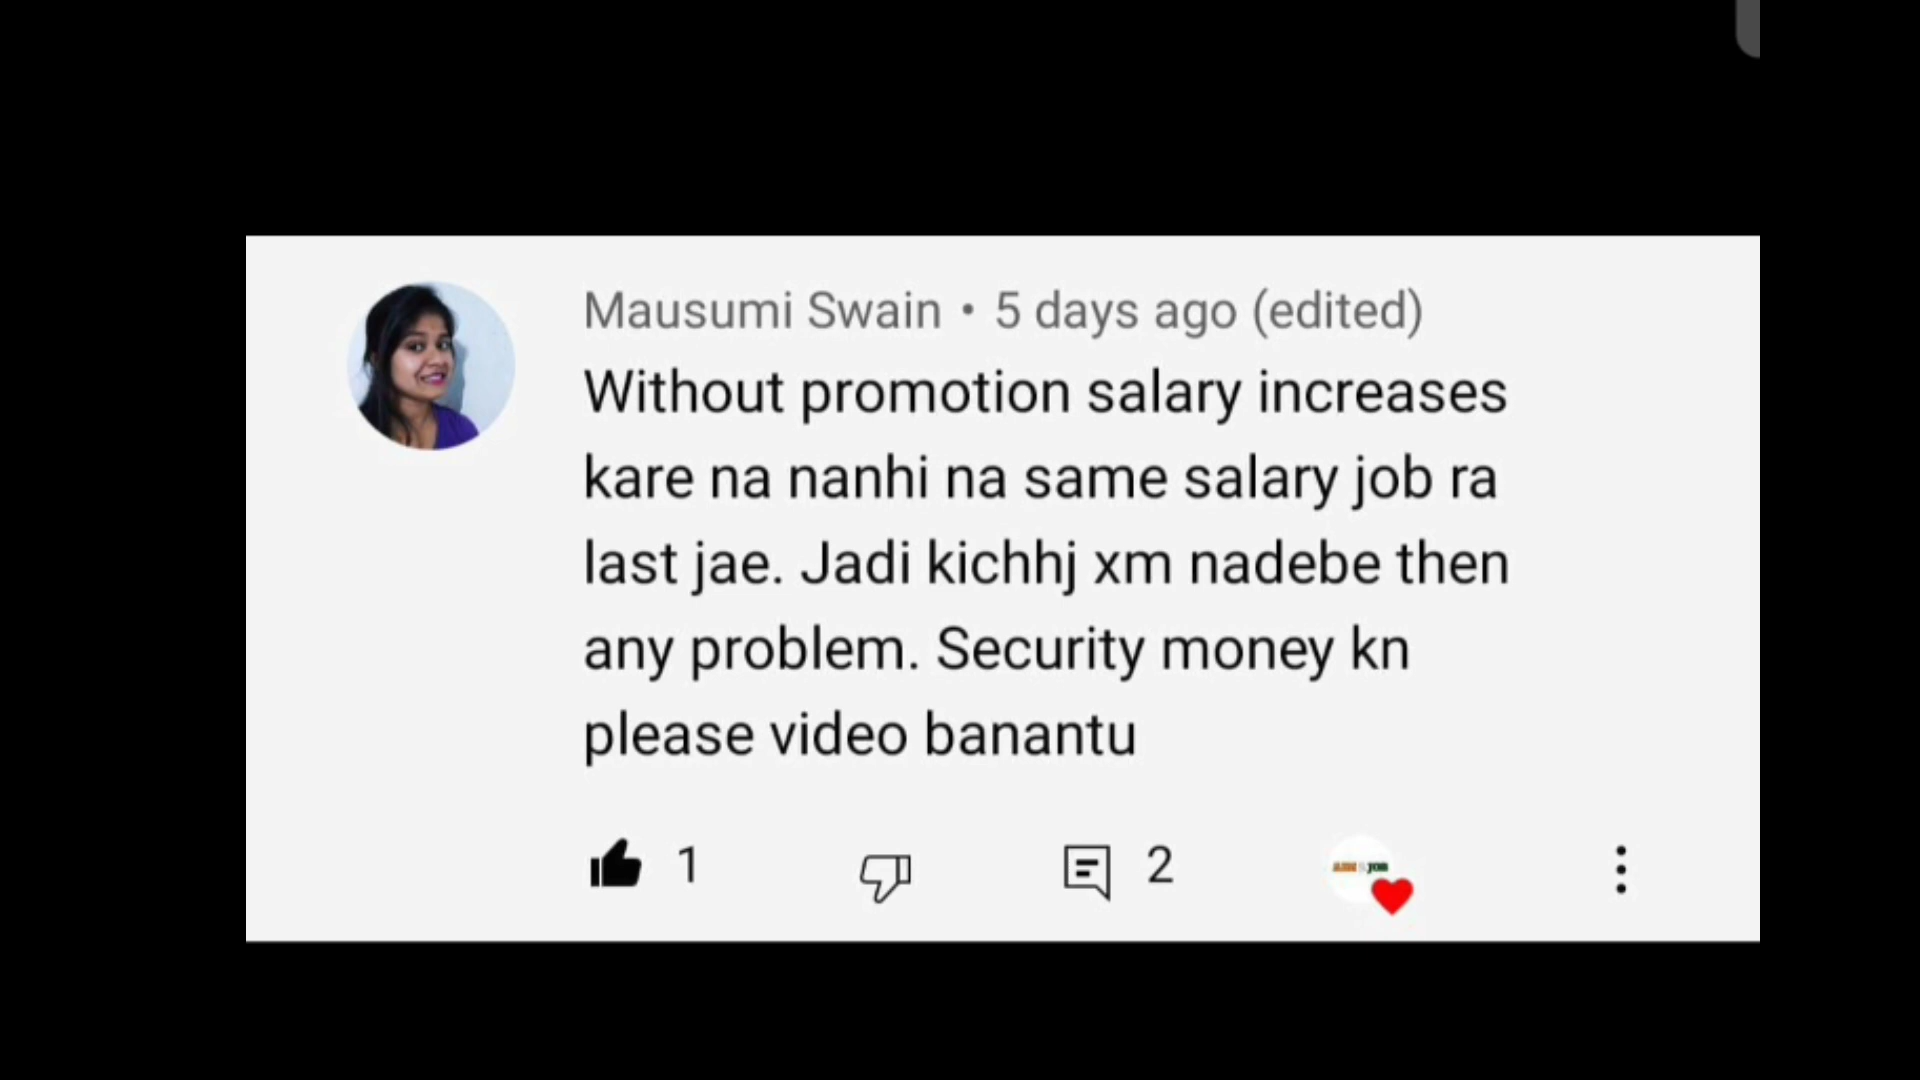 Mausumi Swain • 5 days ago (edited)
Without promotion salary increases
kare na nanhi na same salary job ra
last jae. Jadi kichhj xm nadebe then
any problem. Security money kn
please video banantu
1 2